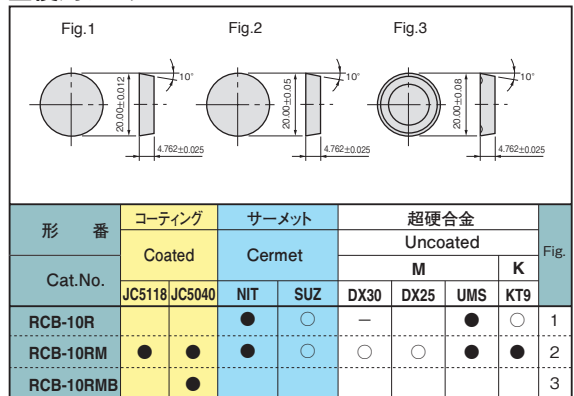 Fig.1 Fig.2 Fig.3
10° 10° 10°
20.00±0.012 20.00±0.05 20.00±0.08
4.762±0.025 4.762±0.025 4.762±0.025
形 番 コーティング サーメット 超硬合金 Fig.
Cat.No. Coated Cermet Uncoated
M K
JC5118 JC5040 NIT SUZ DX30 DX25 UMS KT9
RCB-10R ● ○ － ● ○ 1
RCB-10RM ● ● ● ○ ○ ○ ● ● 2
RCB-10RMB ● 3